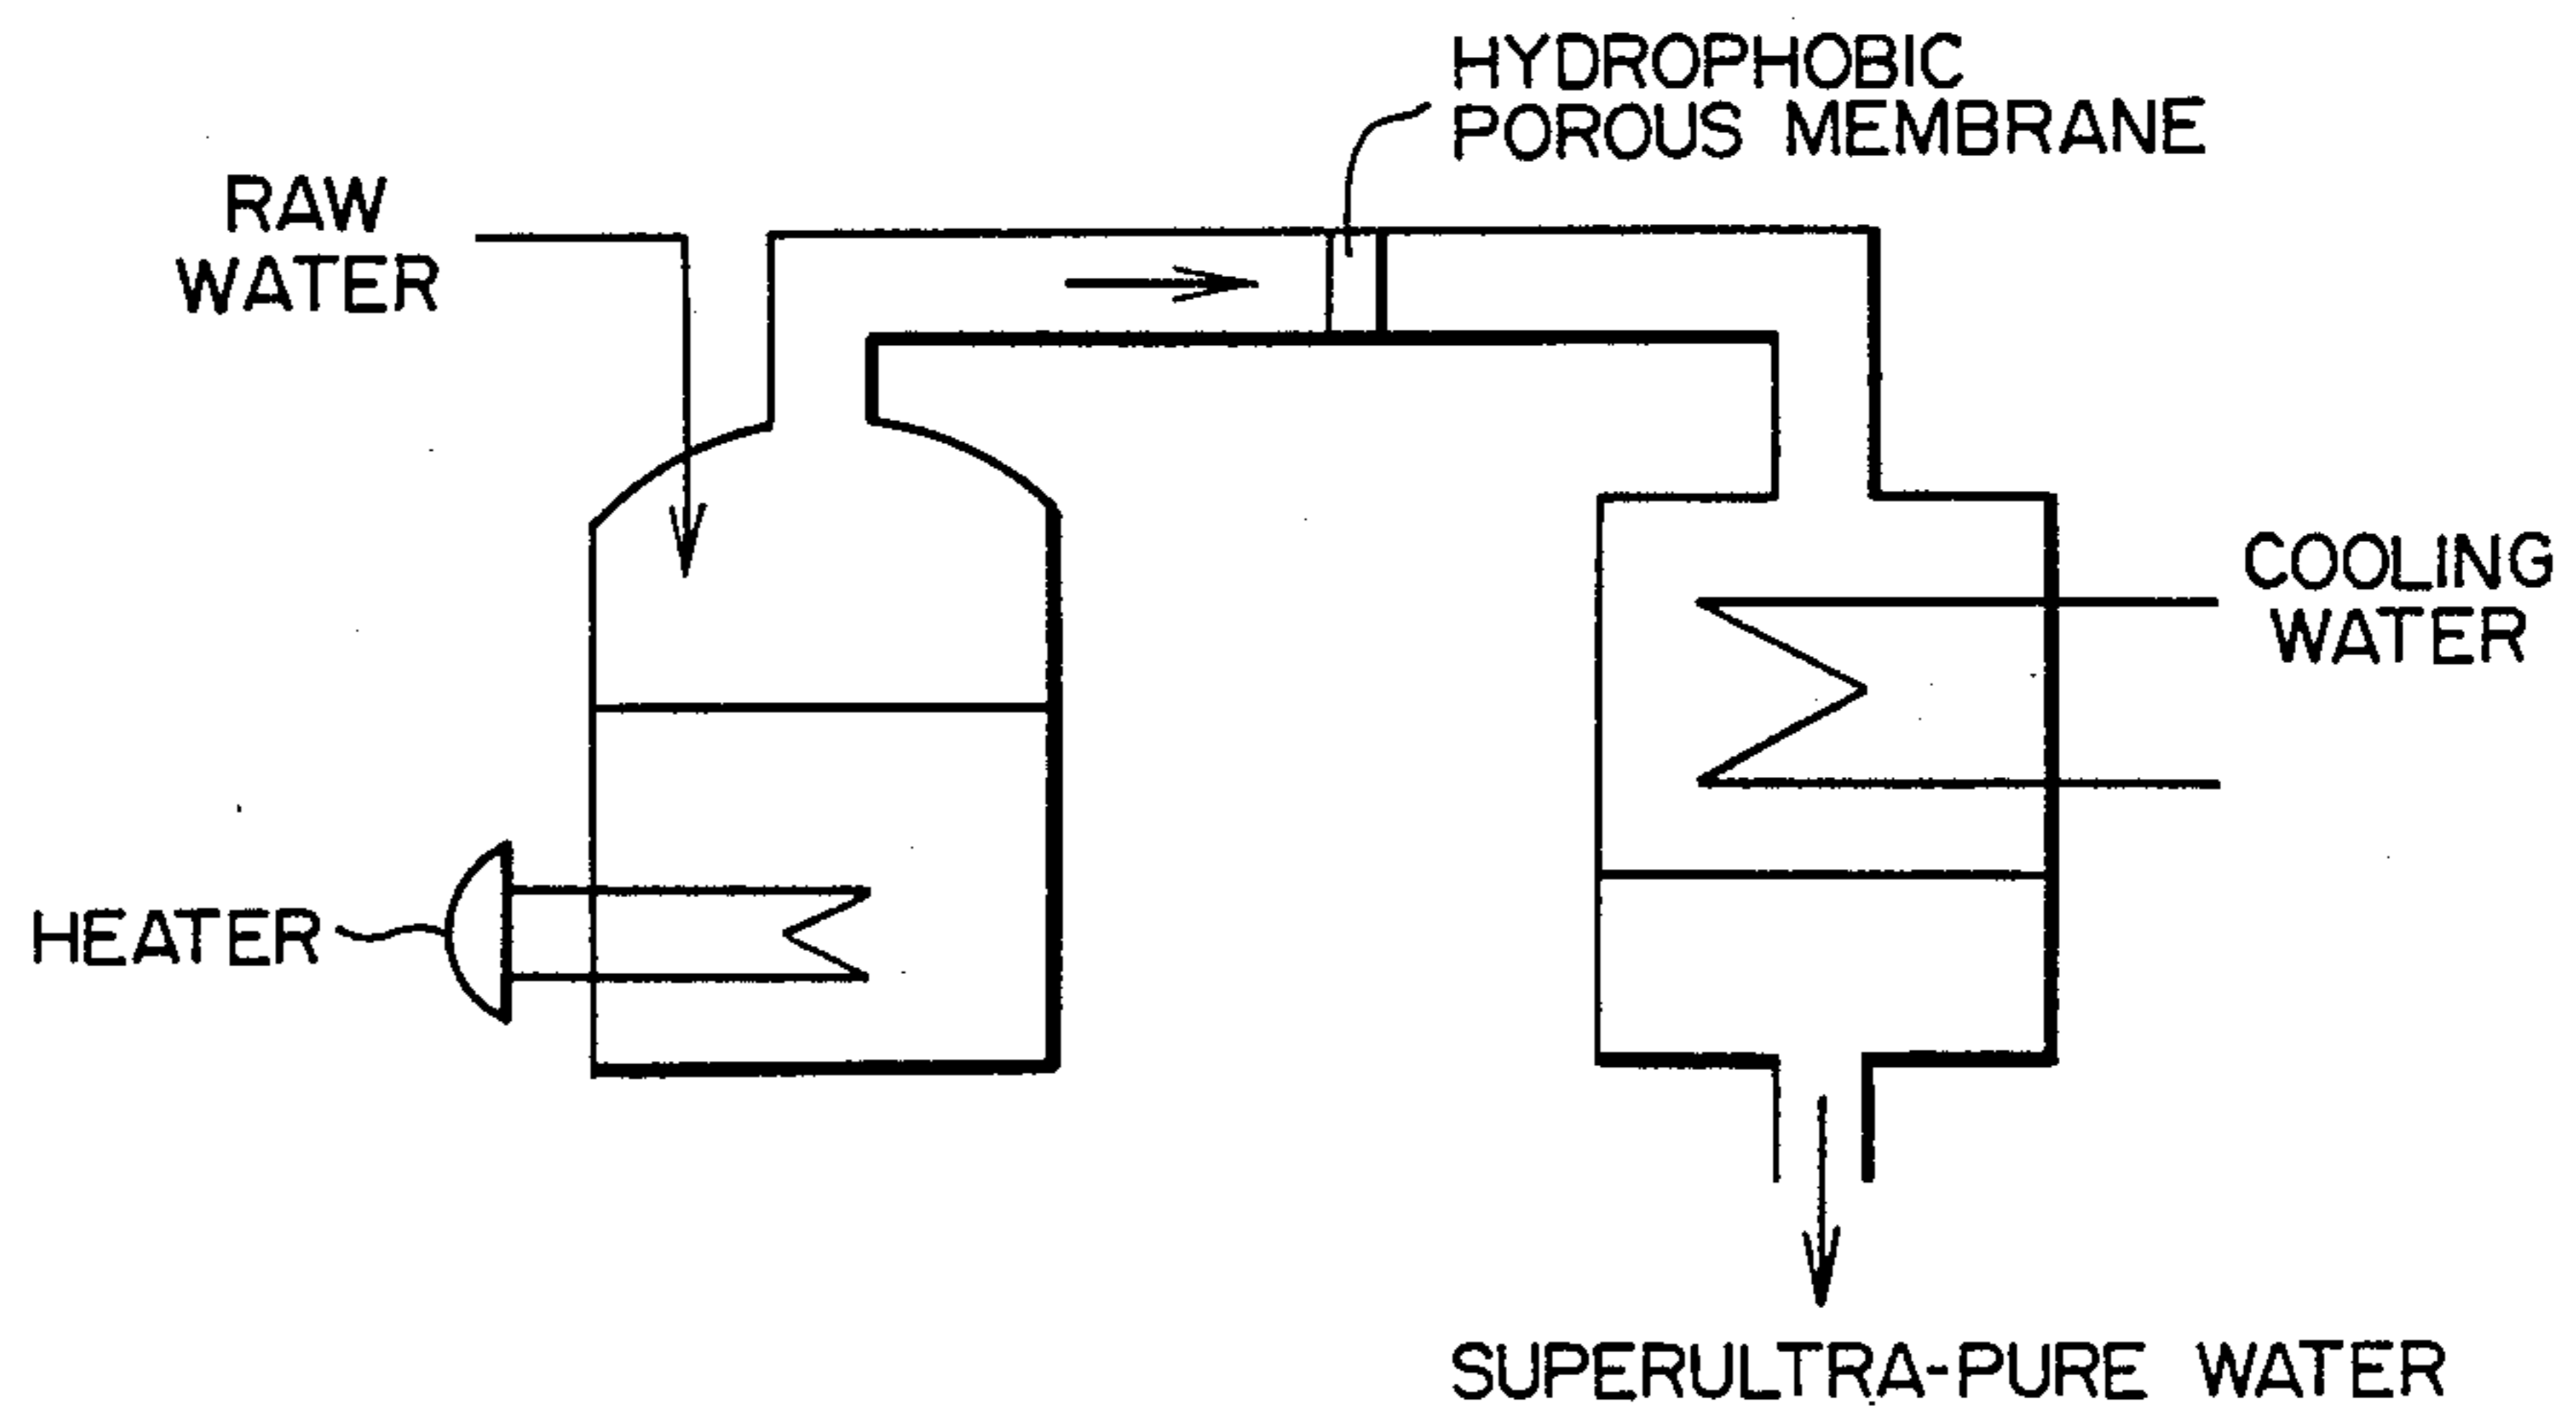 HYDROPHOBIC
POROUS MEMBRANE
RAW
WATER
COOLING
WATER
HEATER
SUPERULTRA-PURE WATER